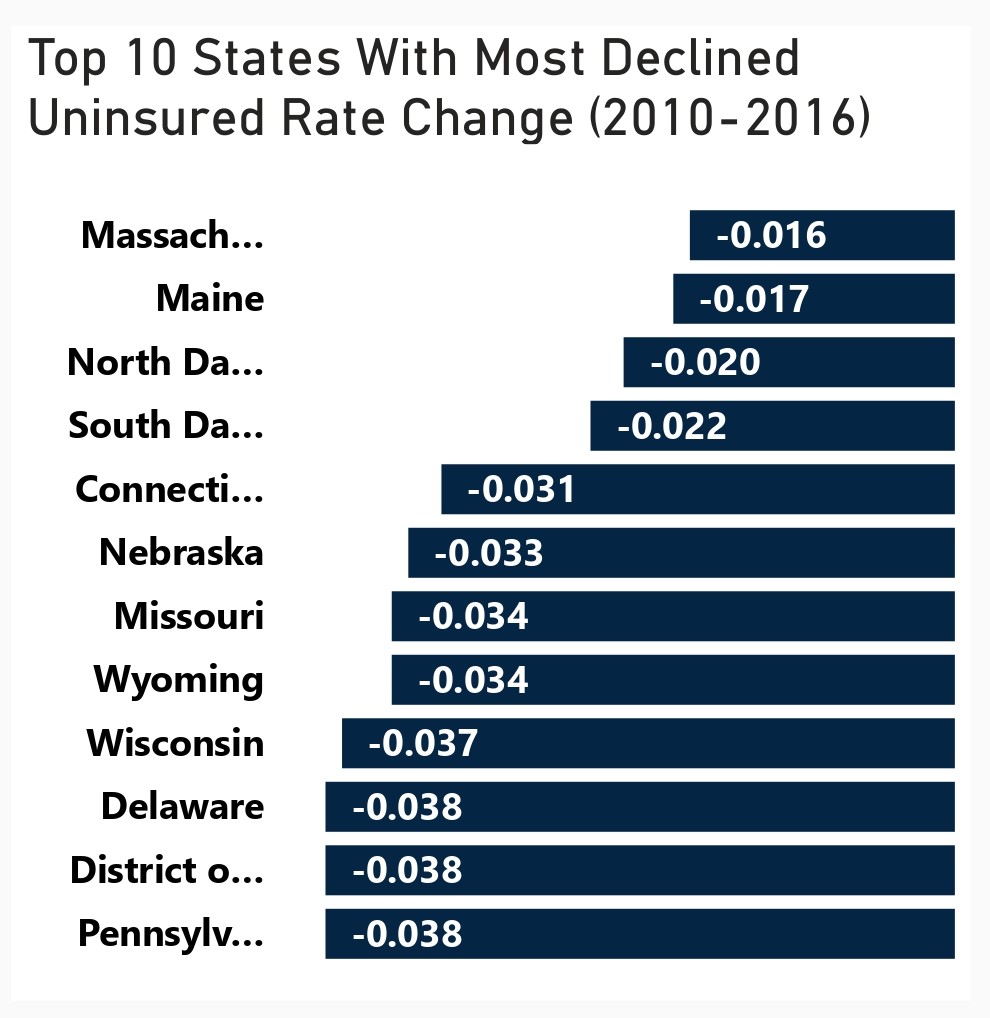 Top 10 States With Most Declined
Uninsured Rate Change (2010-2016)
Massach... -0.016
Maine -0.017
North Da... -0.020
South Da... -0.022
Connecti... -0.031
Nebraska -0.033
Missouri -0.034
Wyoming -0.034
Wisconsin -0.037
Delaware -0.038
District o... -0.038
Pennsylv... -0.038